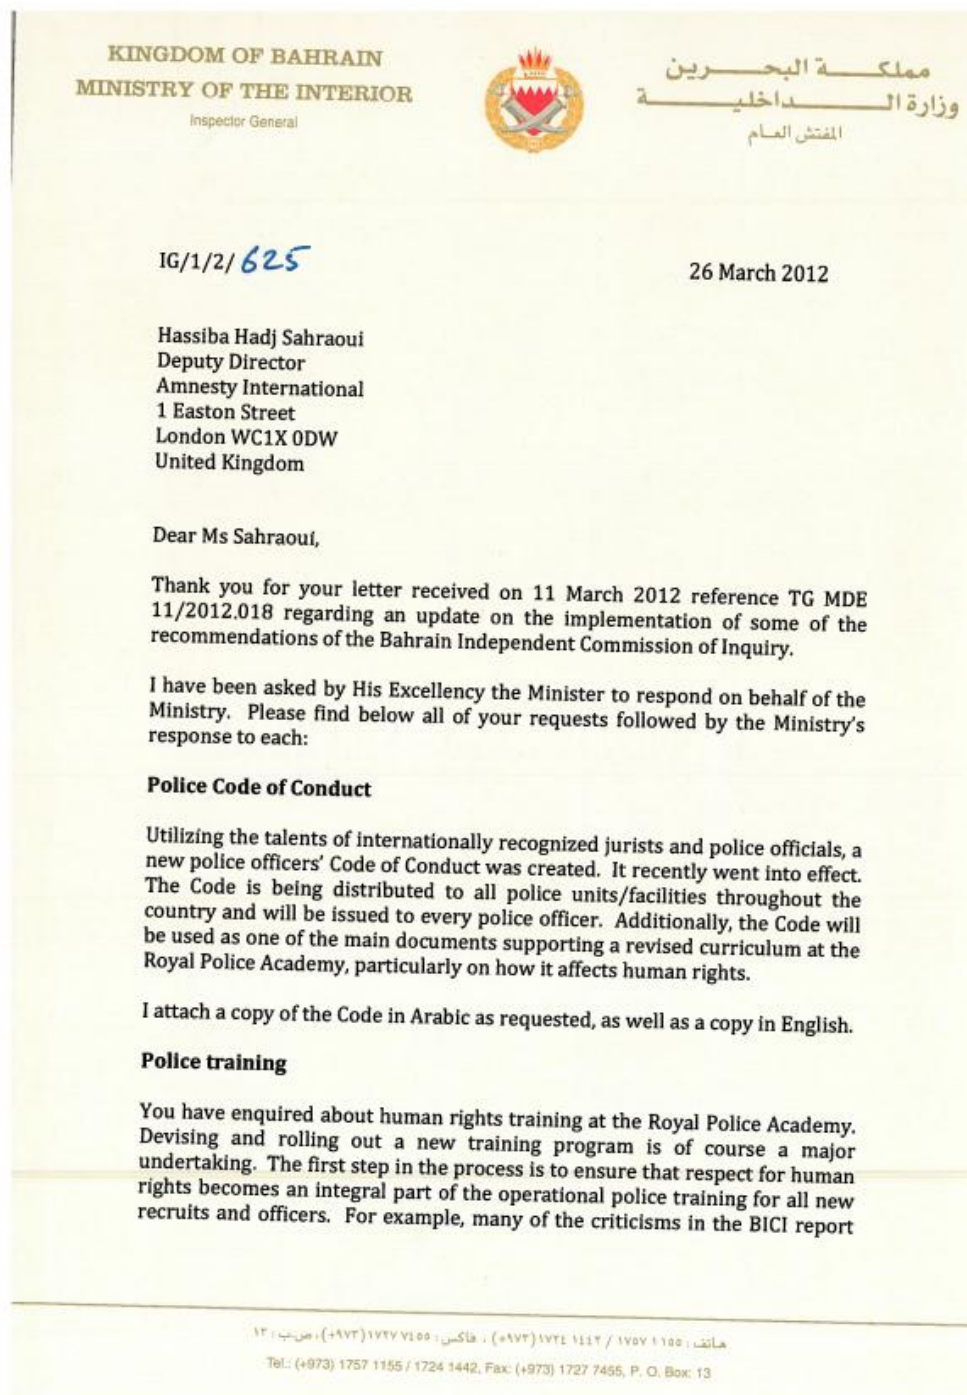 KINGDOM OF BAHRAIN
MINISTRY OF THE INTERIOR
Inspector General
مملكة البحرين
وزارة الداخلية
المفتش العام
IG/1/2/ 625
26 March 2012
Hassiba Hadj Sahraoui
Deputy Director
Amnesty International
1 Easton Street
London WC1X 0DW
United Kingdom
Dear Ms Sahraoui,
Thank you for your letter received on 11 March 2012 reference TG MDE
11/2012.018 regarding an update on the implementation of some of the
recommendations of the Bahrain Independent Commission of Inquiry.
I have been asked by His Excellency the Minister to respond on behalf of the
Ministry. Please find below all of your requests followed by the Ministry's
response to each:
Police Code of Conduct
Utilizing the talents of internationally recognized jurists and police officials, a
new police officers' Code of Conduct was created. It recently went into effect.
The Code is being distributed to all police units/facilities throughout the
country and will be issued to every police officer. Additionally, the Code will
be used as one of the main documents supporting a revised curriculum at the
Royal Police Academy, particularly on how it affects human rights.
I attach a copy of the Code in Arabic as requested, as well as a copy in English.
Police training
You have enquired about human rights training at the Royal Police Academy.
Devising and rolling out a new training program is of course a major
undertaking. The first step in the process is to ensure that respect for human
rights becomes an integral part of the operational police training for all new
recruits and officers. For example, many of the criticisms in the BICI report
هاتف: ١١٥٥ ١٧٥٧ / ١٤٤٢ ١٧٢٤ (٩٧٣+) ، فاكس: ٧٤٥٥ ١٧٢٧ (٩٧٣+)، ص.ب: ١٣
Tel.: (+973) 1757 1155 / 1724 1442, Fax: (+973) 1727 7455, P. O. Box: 13